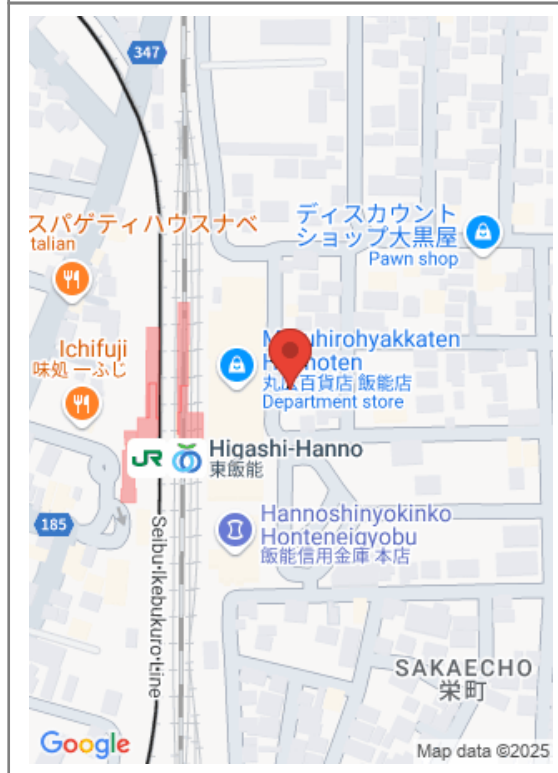 347
スパゲティハウスナベ
talian
ディスカウント
ショップ大黒屋
Pawn shop
Ichifuji
味処 一ふじ
丸広百貨店 飯能店
Department store
JR
Higashi-Hanno
東飯能
185
Hannoshinyokinko
Honteneigyobu
飯能信用金庫 本店
Seibu-Ikebukuro Line
SAKAECHO
栄町
Google
Map data ©2025